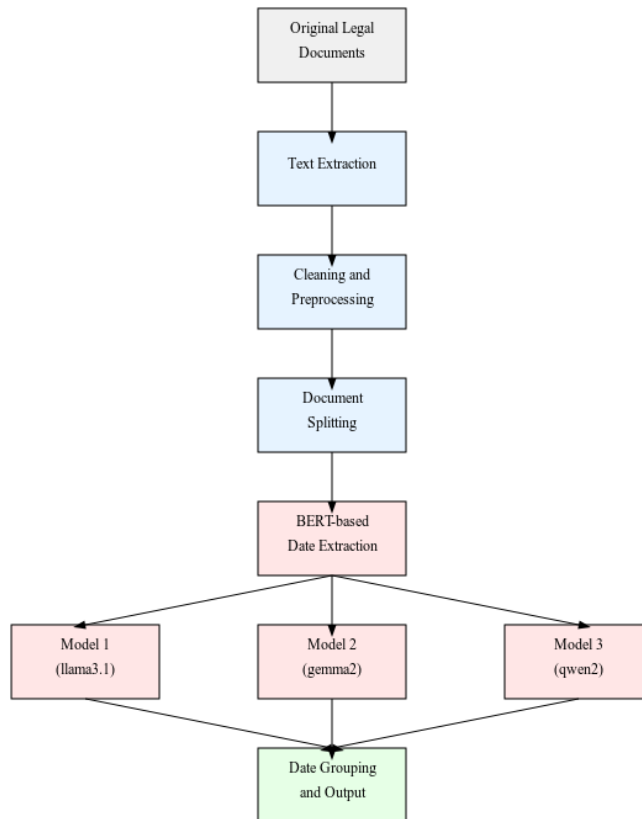 Original Legal
Documents
Text Extraction
Cleaning and
Preprocessing
Document
Splitting
BERT-based
Date Extraction
Model 1
(llama3.1)
Model 2
(gemma2)
Model 3
(qwen2)
Date Grouping
and Output